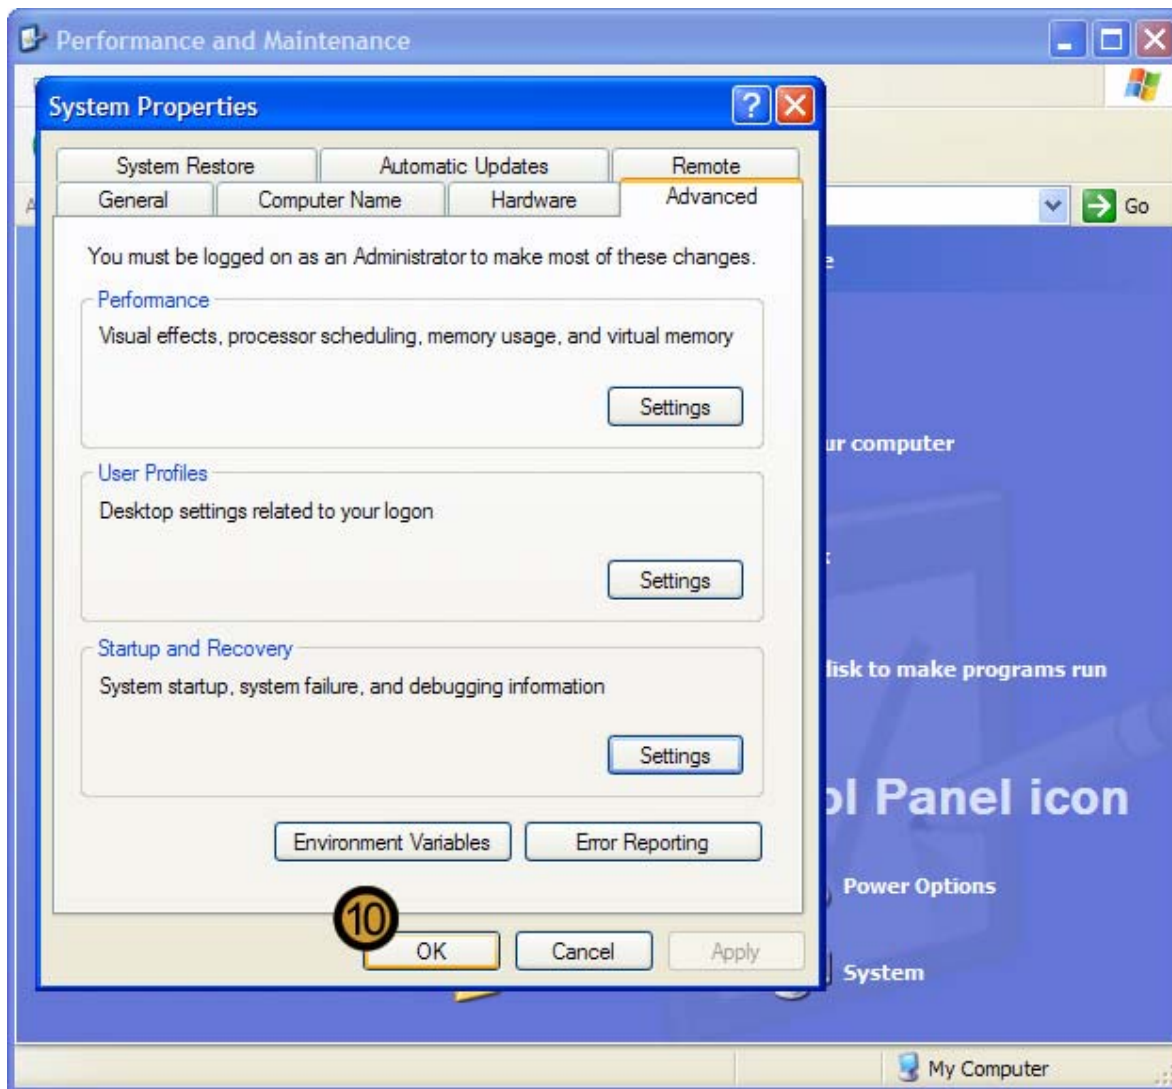 Performance and Maintenance
System Properties
?
System Restore Automatic Updates Remote
General Computer Name Hardware Advanced
Go
You must be logged on as an Administrator to make most of these changes.
Performance
Visual effects, processor scheduling, memory usage, and virtual memory
Settings
ur computer
User Profiles
Desktop settings related to your logon
Settings
Startup and Recovery
System startup, system failure, and debugging information
disk to make programs run
Settings
ol Panel icon
Environment Variables Error Reporting
Power Options
10
OK Cancel Apply
System
My Computer